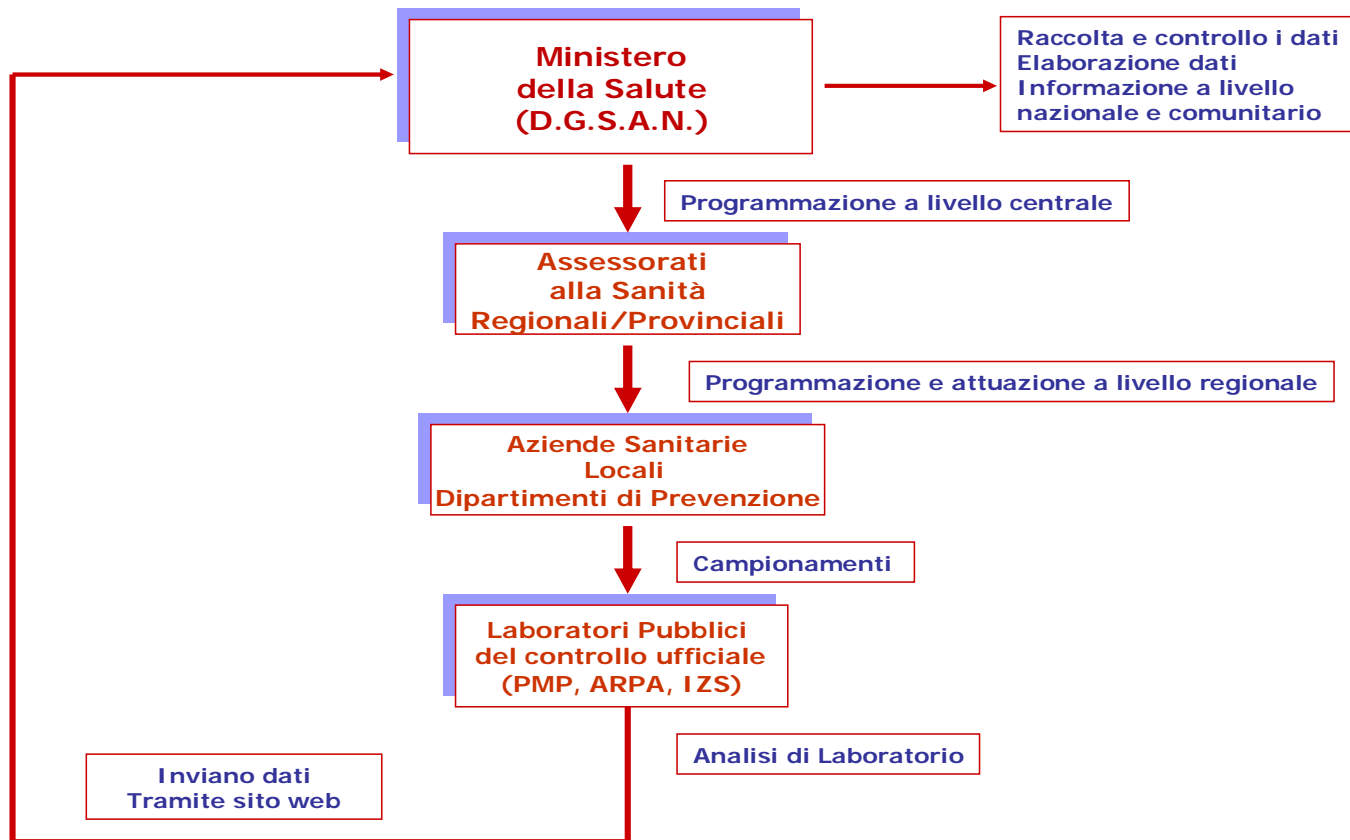 Ministero
della Salute
(D.G.S.A.N.)
Raccolta e controllo i dati
Elaborazione dati
Informazione a livello
nazionale e comunitario
Programmazione a livello centrale
Assessorati
alla Sanità
Regionali/Provinciali
Programmazione e attuazione a livello regionale
Aziende Sanitarie
Locali
Dipartimenti di Prevenzione
Campionamenti
Laboratori Pubblici
del controllo ufficiale
(PMP, ARPA, IZS)
Analisi di Laboratorio
Inviano dati
Tramite sito web